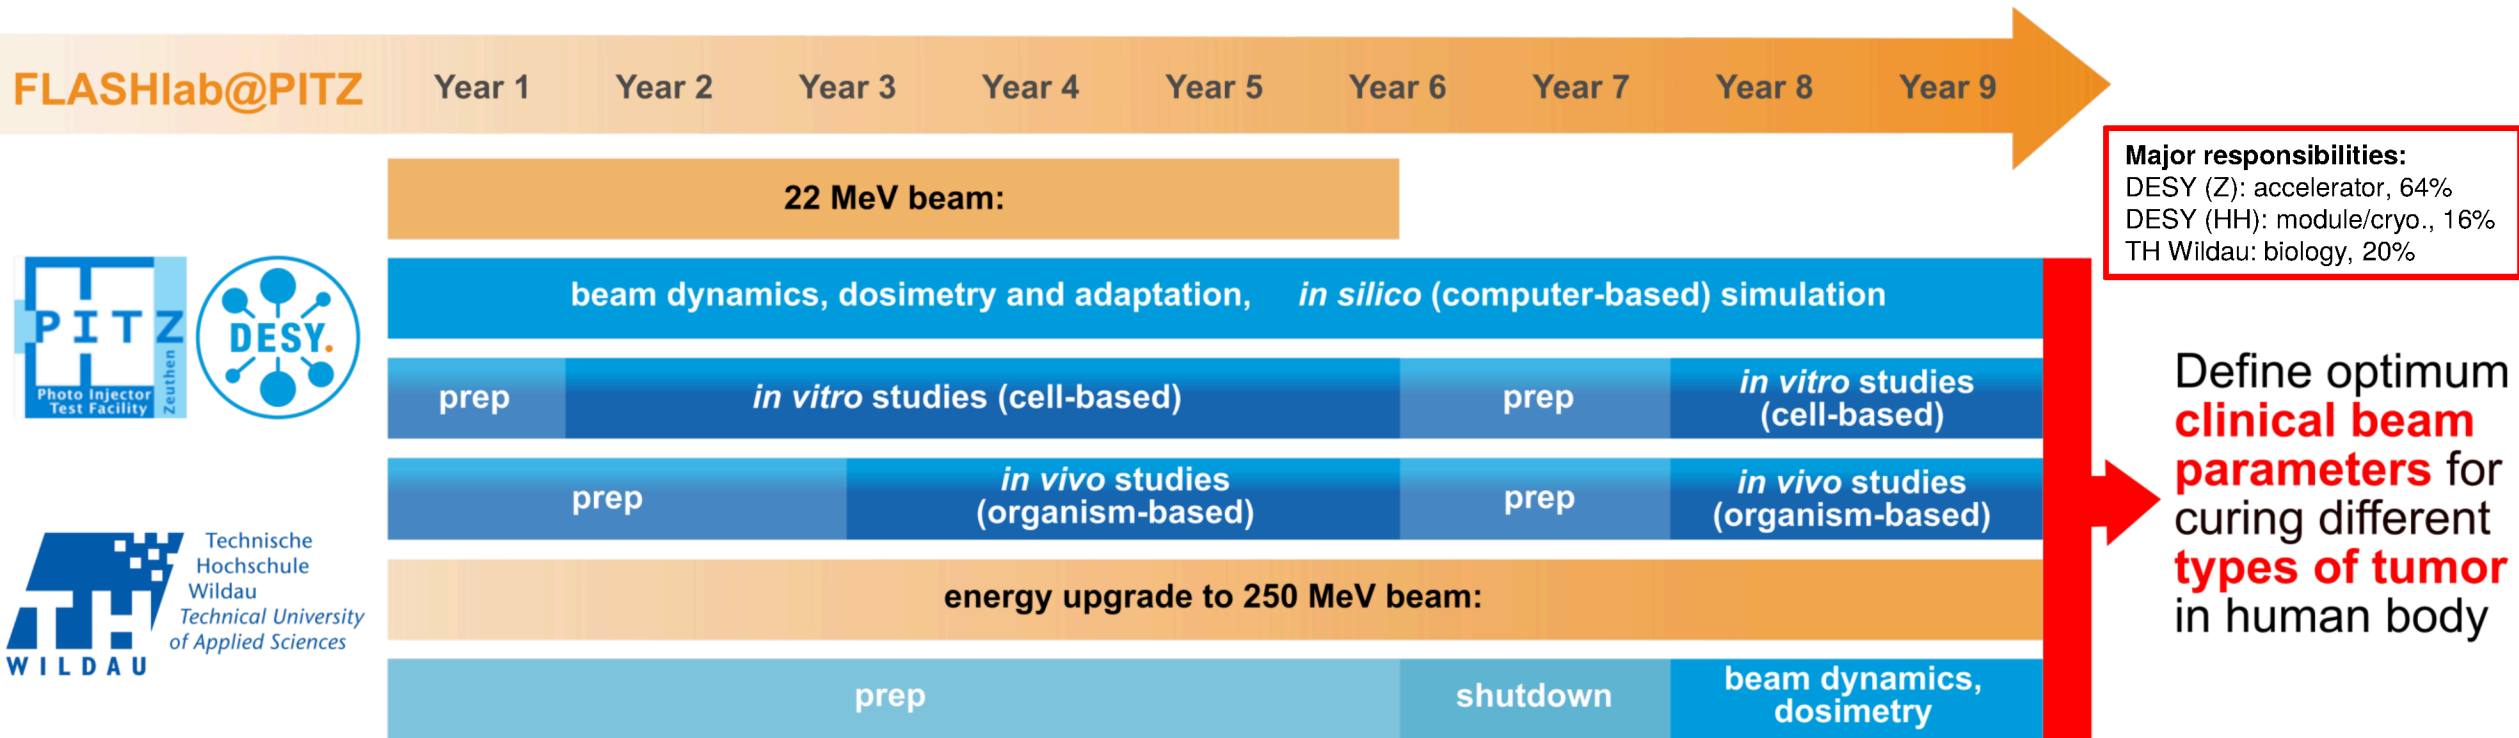 FLASHlab@PITZ Year 1 Year 2 Year 3 Year 4 Year 5 Year 6 Year 7 Year 8 Year 9
Major responsibilities:
DESY (Z): accelerator, 64%
DESY (HH): module/cryo., 16%
TH Wildau: biology, 20%
22 MeV beam:
PITZ
Photo Injector
Test Facility
Zeuthen
DESY.
beam dynamics, dosimetry and adaptation, in silico (computer-based) simulation
prep
in vitro studies (cell-based)
prep
in vitro studies
(cell-based)
prep
in vivo studies
(organism-based)
prep
in vivo studies
(organism-based)
Technische
Hochschule
Wildau
Technical University
of Applied Sciences
TH
WILDAU
energy upgrade to 250 MeV beam:
prep
shutdown
beam dynamics,
dosimetry
Define optimum
clinical beam
parameters for
curing different
types of tumor
in human body